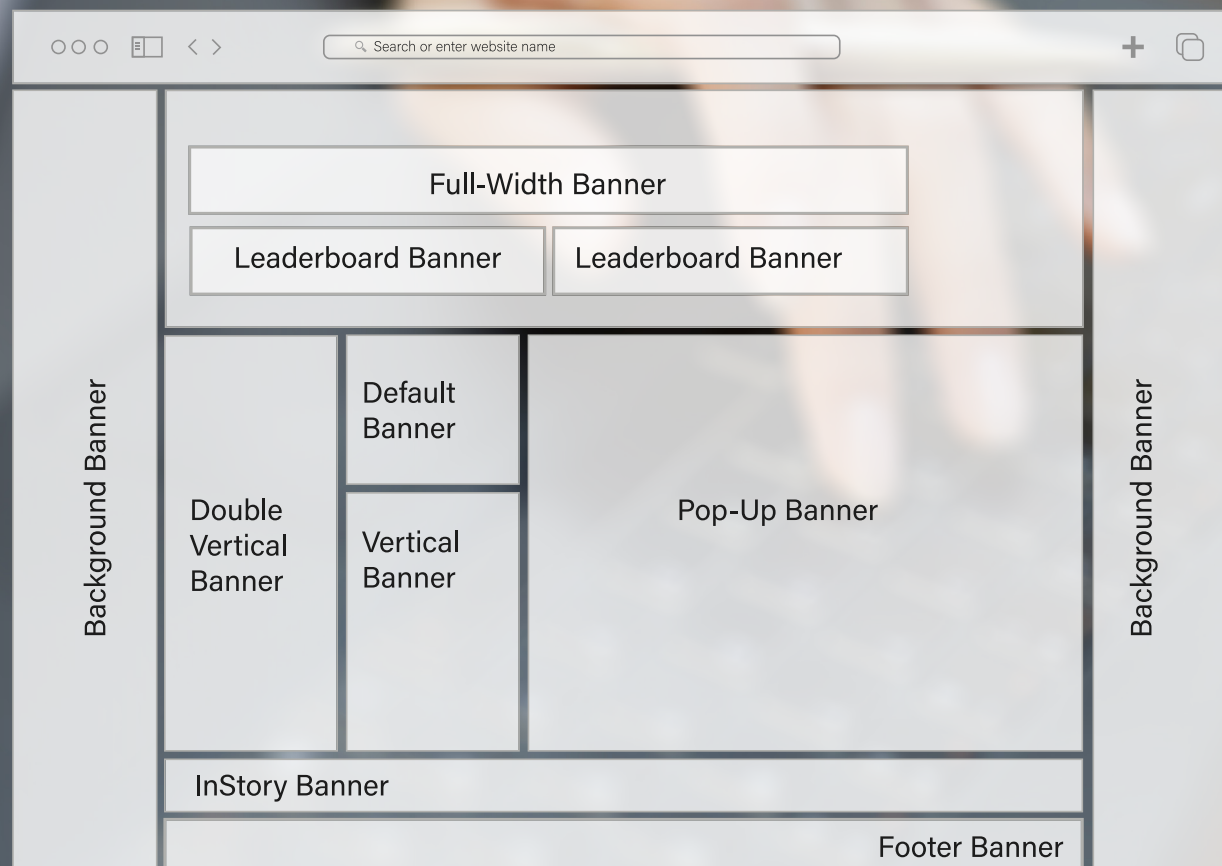 Search or enter website name
Full-Width Banner
Leaderboard Banner
Leaderboard Banner
Background Banner
Double
Vertical
Banner
Default
Banner
Vertical
Banner
Pop-Up Banner
Background Banner
InStory Banner
Footer Banner